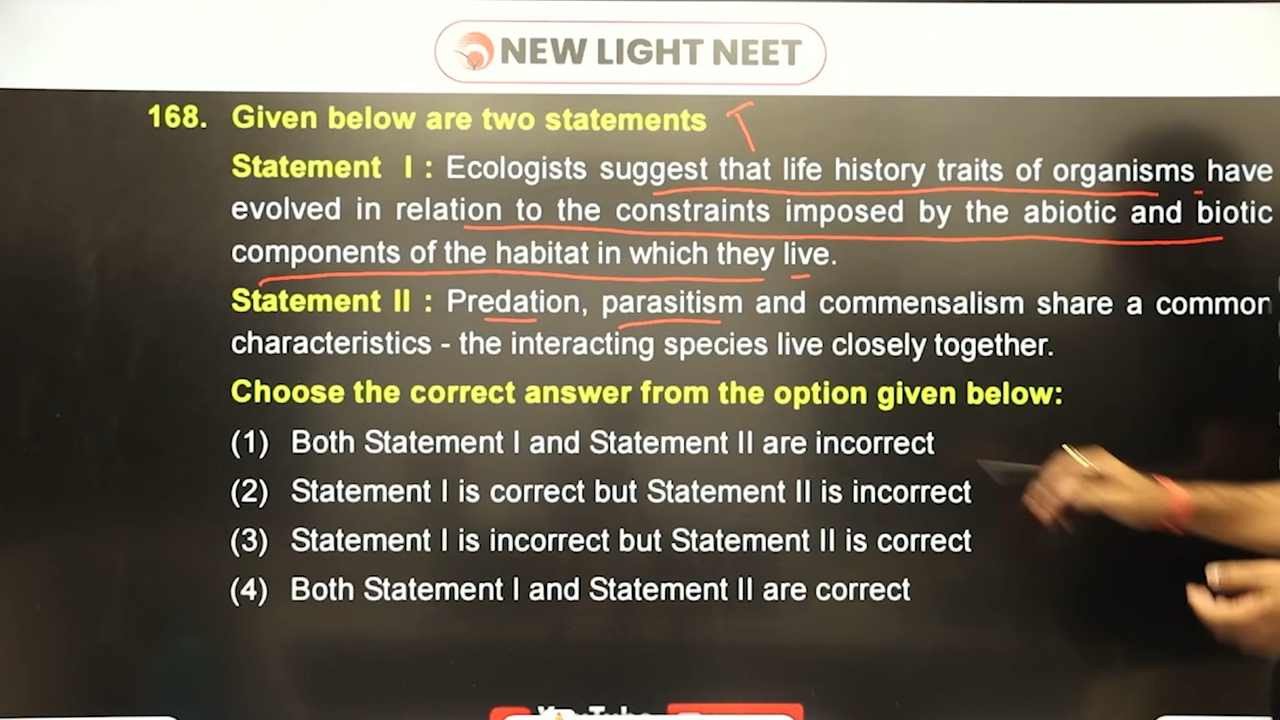 NEW LIGHT NEET
168. Given below are two statements
Statement I : Ecologists suggest that life history traits of organisms have
evolved in relation to the constraints imposed by the abiotic and biotic
components of the habitat in which they live.
Statement II : Predation, parasitism and commensalism share a common
characteristics - the interacting species live closely together.
Choose the correct answer from the option given below:
(1) Both Statement I and Statement II are incorrect
(2) Statement I is correct but Statement II is incorrect
(3) Statement I is incorrect but Statement II is correct
(4) Both Statement I and Statement II are correct